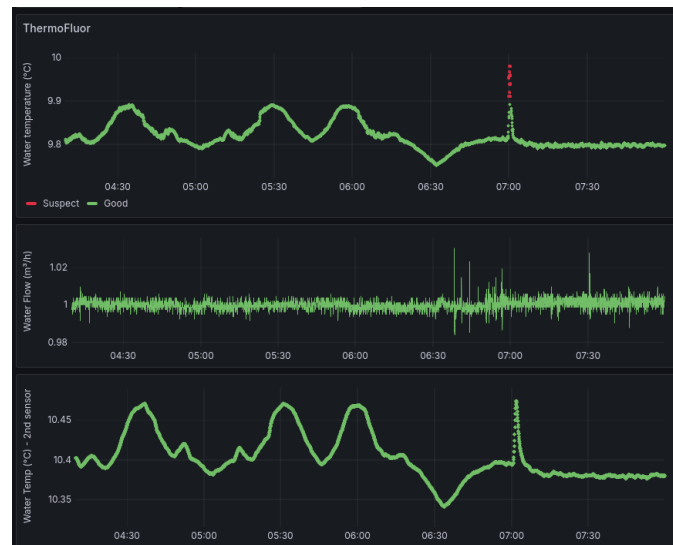 ThermoFluor
Water temperature (°C)
10
9.9
9.8
04:30 05:00 05:30 06:00 06:30 07:00 07:30
Suspect Good
Water Flow (m³/h)
1.02
1
0.98
04:30 05:00 05:30 06:00 06:30 07:00 07:30
Water Temp (°C) - 2nd sensor
10.45
10.4
10.35
04:30 05:00 05:30 06:00 06:30 07:00 07:30